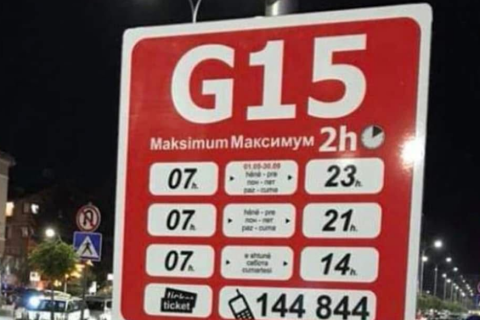 G15
Maksimum Максимум 2h
07h. 01.05-30.09 23h.
hënë - pre
пон - пет
paz - cuma
07h. hënë - pre 21h.
пон - пет
paz - cuma
07h. e shtunë 14h.
сабота
cumartesi
ticket 144 844